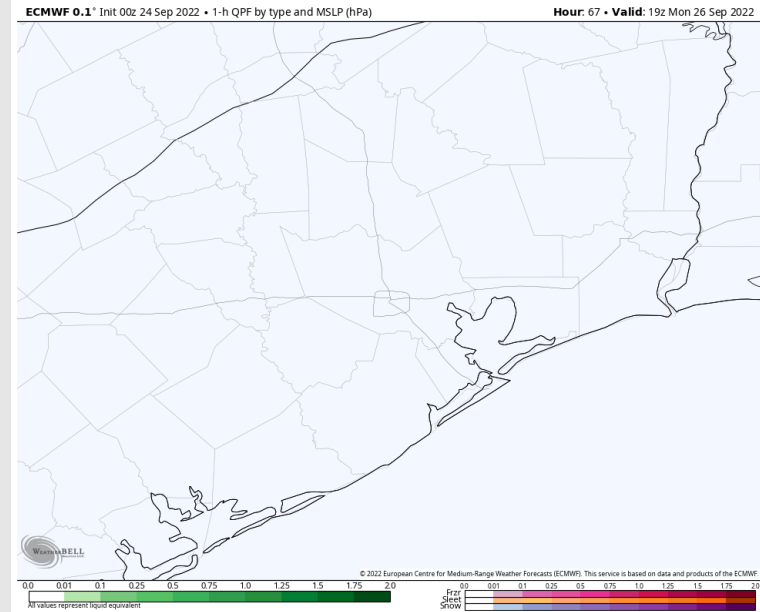 ECMWF 0.1° Init 00z 24 Sep 2022 • 1-h QPF by type and MSLP (hPa)
Hour: 67 • Valid: 19z Mon 26 Sep 2022
WeatherBELL
© 2022 European Centre for Medium-Range Weather Forecasts (ECMWF). This service is based on data and products of the ECMWF.
0.0 0.01 0.1 0.25 0.5 0.75 1.0 1.25 1.5 1.75 2.0
All values represent liquid equivalent
0.0 0.01 0.1 0.25 0.5 0.75 1.0 1.25 1.5 1.75 2.0
Frzr
Sleet
Snow